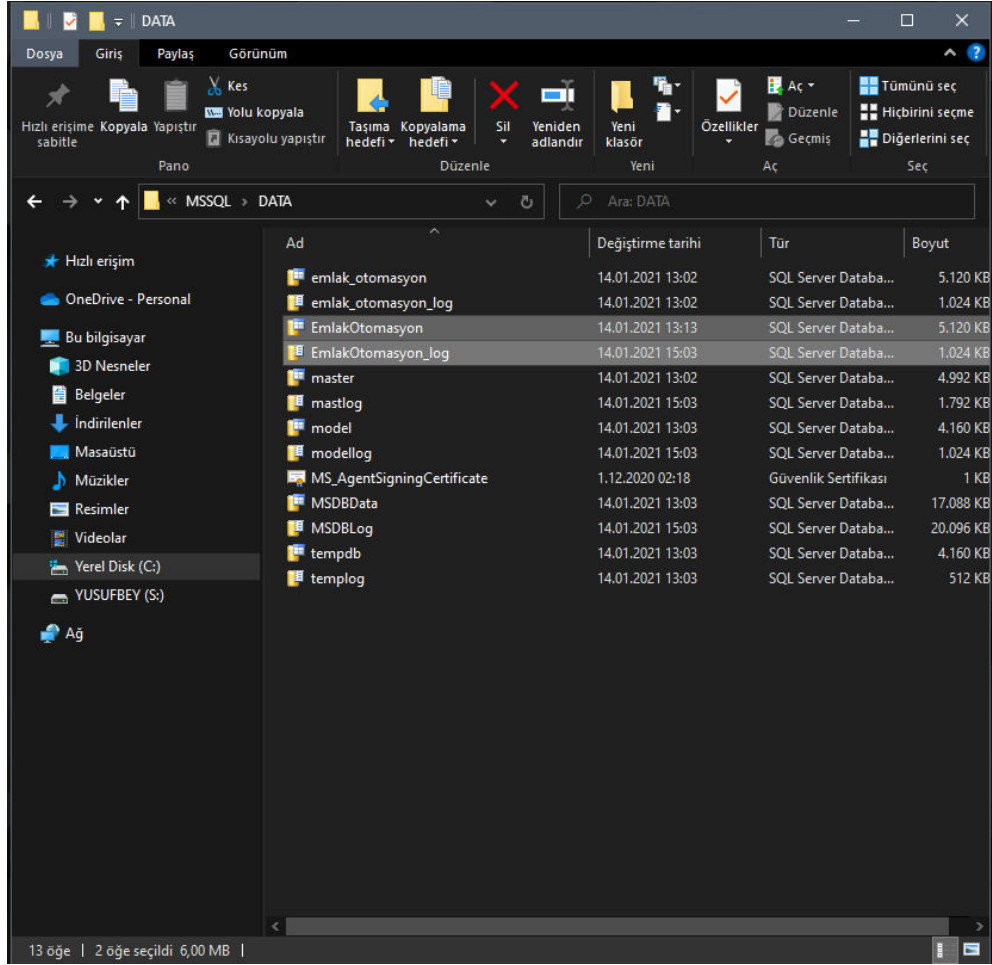 DATA
Dosya Giriş Paylaş Görünüm
Hızlı erişime sabitle
Kopyala
Yapıştır
Kes
Yolu kopyala
Kısayolu yapıştır
Taşıma hedefi
Kopyalama hedefi
Sil
Yeniden adlandır
Yeni klasör
Özellikler
Aç
Düzenle
Geçmiş
Tümünü seç
Hiçbirini seçme
Diğerlerini seç
Pano Düzenle Yeni Aç Seç
« MSSQL > DATA
Ara: DATA
Hızlı erişim
OneDrive - Personal
Bu bilgisayar
3D Nesneler
Belgeler
İndirilenler
Masaüstü
Müzikler
Resimler
Videolar
Yerel Disk (C:)
YUSUFBEY (S:)
Ağ
Ad Değiştirme tarihi Tür Boyut
emlak_otomasyon 14.01.2021 13:02 SQL Server Databa... 5.120 KB
emlak_otomasyon_log 14.01.2021 13:02 SQL Server Databa... 1.024 KB
EmlakOtomasyon 14.01.2021 13:13 SQL Server Databa... 5.120 KB
EmlakOtomasyon_log 14.01.2021 15:03 SQL Server Databa... 1.024 KB
master 14.01.2021 13:02 SQL Server Databa... 4.992 KB
mastlog 14.01.2021 15:03 SQL Server Databa... 1.792 KB
model 14.01.2021 13:03 SQL Server Databa... 4.160 KB
modellog 14.01.2021 15:03 SQL Server Databa... 1.024 KB
MS_AgentSigningCertificate 1.12.2020 02:18 Güvenlik Sertifikası 1 KB
MSDBData 14.01.2021 13:03 SQL Server Databa... 17.088 KB
MSDBLog 14.01.2021 15:03 SQL Server Databa... 20.096 KB
tempdb 14.01.2021 13:03 SQL Server Databa... 4.160 KB
templog 14.01.2021 13:03 SQL Server Databa... 512 KB
13 öğe | 2 öğe seçildi 6,00 MB |